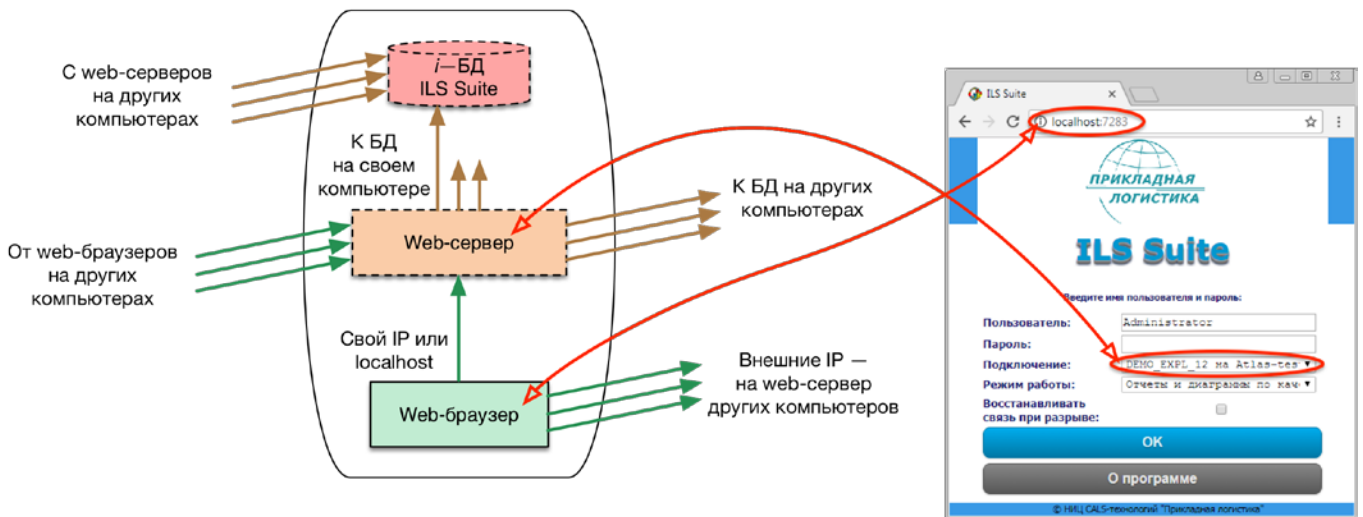 С web-серверов
на других
компьютерах
i—БД
ILS Suite
К БД
на своем
компьютере
К БД на других
компьютерах
От web-браузеров
на других
компьютерах
Web-сервер
Свой IP или
localhost
Внешние IP —
на web-сервер
других компьютеров
Web-браузер
ILS Suite
localhost:7283
ПРИКЛАДНАЯ
ЛОГИСТИКА
ILS Suite
Введите имя пользователя и пароль:
Пользователь: Administrator
Пароль:
Подключение: DEMO_EXPL_12 на Atlas-tes
Режим работы: Отчеты и диаграммы по кач
Восстанавливать
связь при разрыве:
OK
О программе
© НИЦ CALS-технологий "Прикладная логистика"